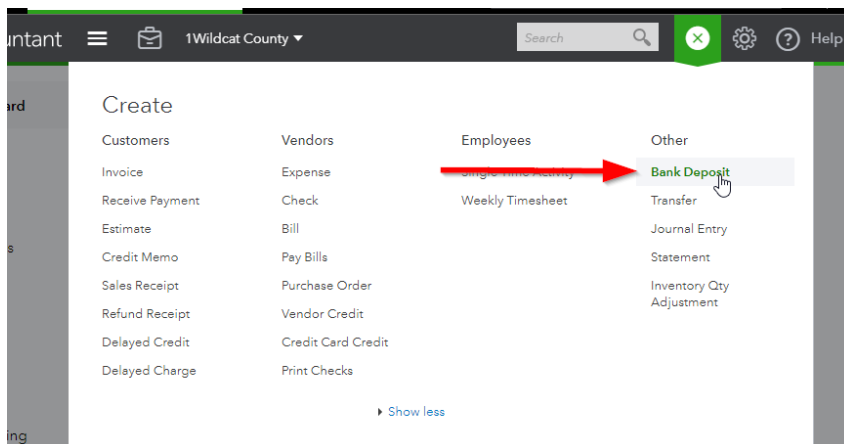 untant
1Wildcat County
Search
Help
ard
Create
Customers
Vendors
Employees
Other
Invoice
Expense
Single Time Activity
Bank Deposit
Receive Payment
Check
Weekly Timesheet
Transfer
Estimate
Bill
Journal Entry
s
Credit Memo
Pay Bills
Statement
Sales Receipt
Purchase Order
Inventory Qty
Adjustment
Refund Receipt
Vendor Credit
Delayed Credit
Credit Card Credit
Delayed Charge
Print Checks
Show less
ing